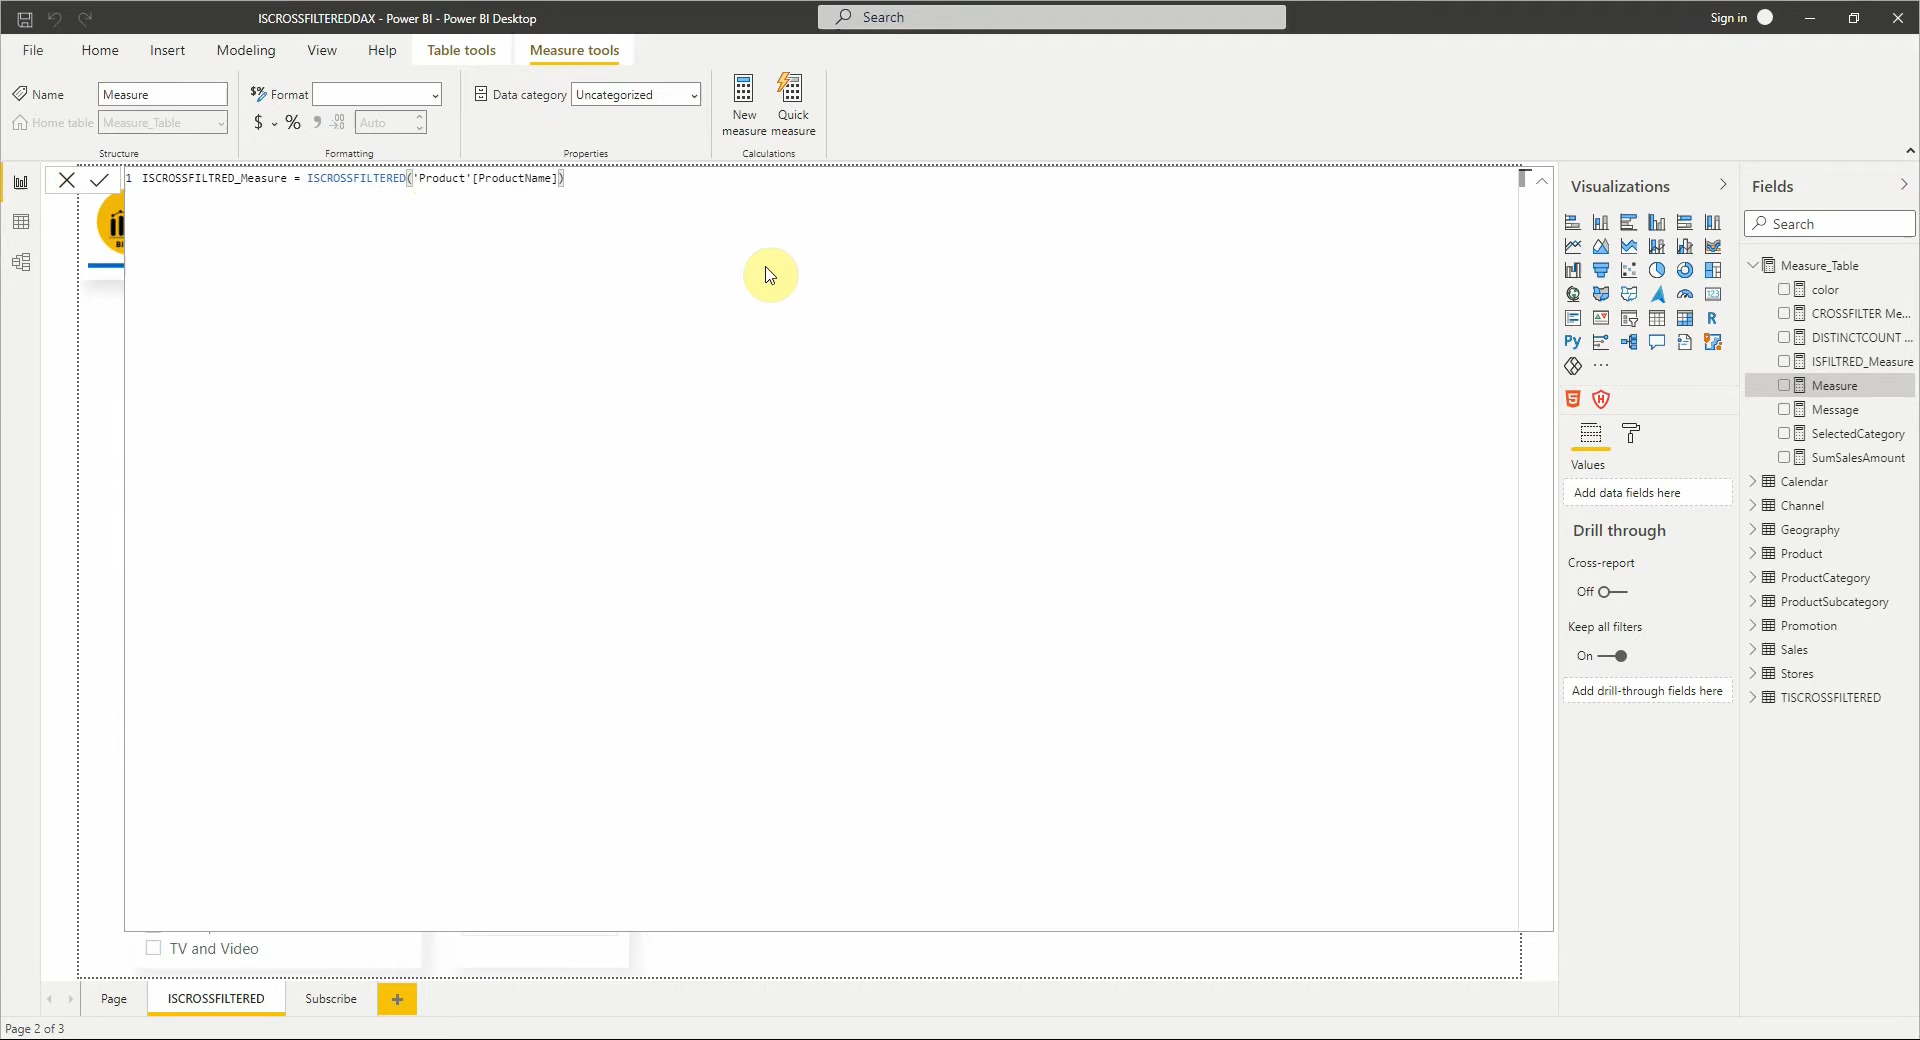 ISCROSSFILTEREDDAX - Power BI - Power BI Desktop
Search
Sign in
File
Home
Insert
Modeling
View
Help
Table tools
Measure tools
Name
Measure
Home table
Measure_Table
Structure
Format
$
%
Auto
Formatting
Data category
Uncategorized
Properties
New measure
Quick measure
Calculations
1 ISCROSSFILTRED_Measure = ISCROSSFILTERED('Product'[ProductName])
TV and Video
Visualizations
R
Py
Values
Add data fields here
Drill through
Cross-report
Off
Keep all filters
On
Add drill-through fields here
Fields
Search
Measure_Table
color
CROSSFILTER Me...
DISTINCTCOUNT ...
ISFILTRED_Measure
Measure
Message
SelectedCategory
SumSalesAmount
Calendar
Channel
Geography
Product
ProductCategory
ProductSubcategory
Promotion
Sales
Stores
TISCROSSFILTERED
Page
ISCROSSFILTERED
Subscribe
+
Page 2 of 3